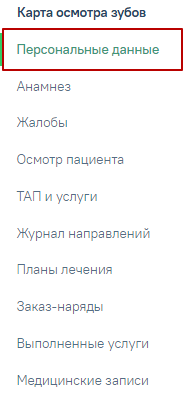 Карта осмотра зубов
Персональные данные
Анамнез
Жалобы
Осмотр пациента
ТАП и услуги
Журнал направлений
Планы лечения
Заказ-наряды
Выполненные услуги
Медицинские записи